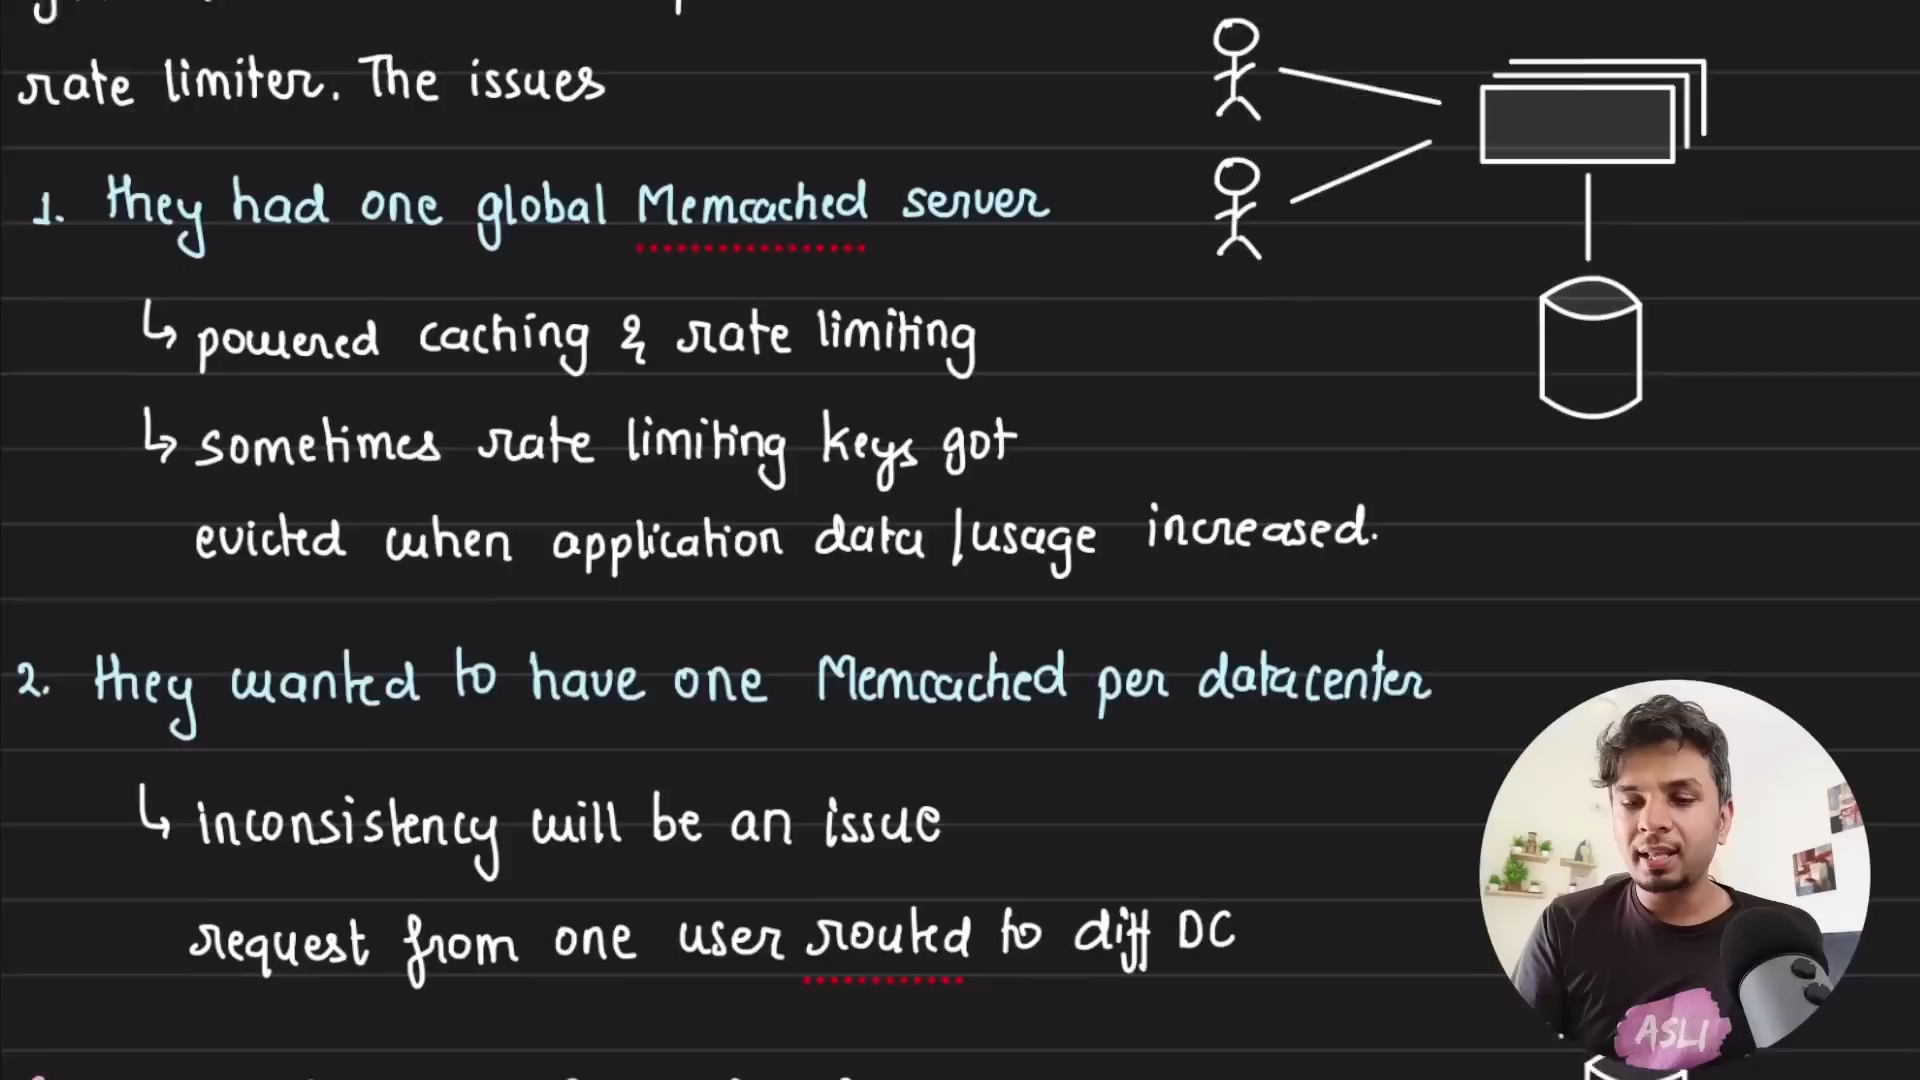 rate limiter. The issues
1. they had one global Memcached server
↳ powered caching & rate limiting
↳ sometimes rate limiting keys got
evicted when application data /usage increased.
2. they wanted to have one Memcached per datacenter
↳ inconsistency will be an issue
request from one user routed to diff DC
ASLI